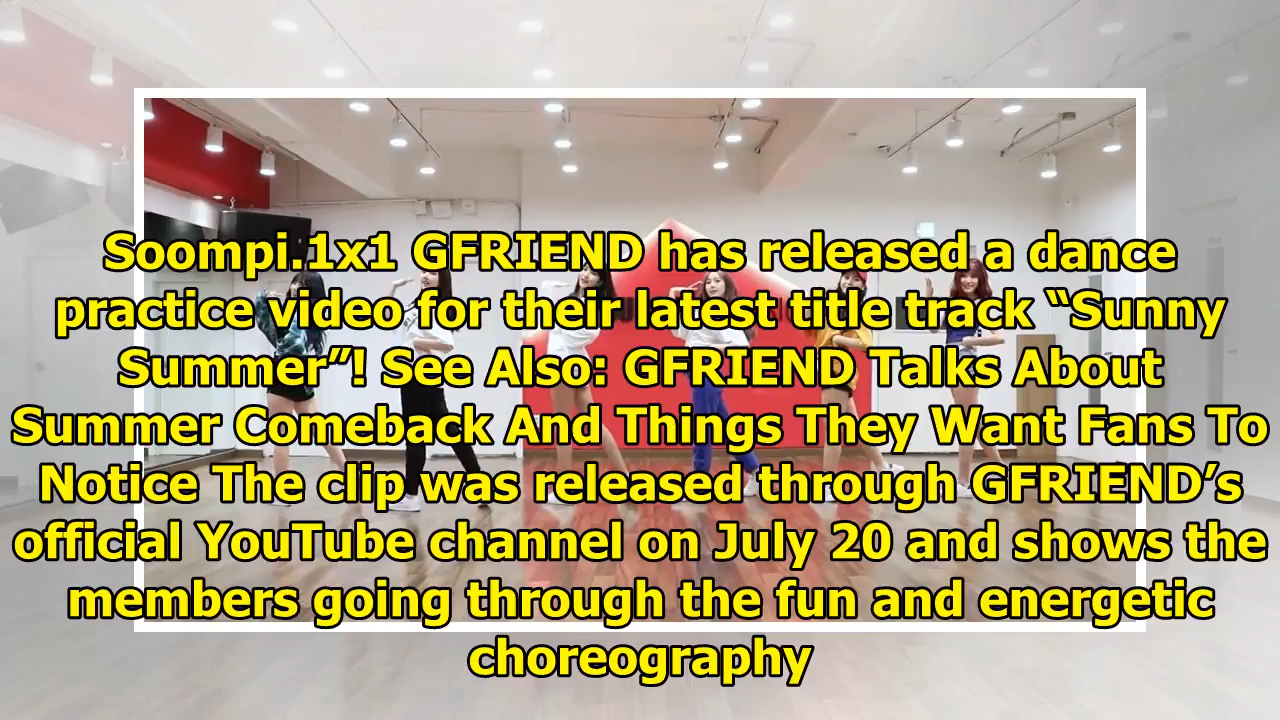 Soompi.1x1 GFRIEND has released a dance
practice video for their latest title track “Sunny
Summer”! See Also: GFRIEND Talks About
Summer Comeback And Things They Want Fans To
Notice The clip was released through GFRIEND’s
official YouTube channel on July 20 and shows the
members going through the fun and energetic
choreography